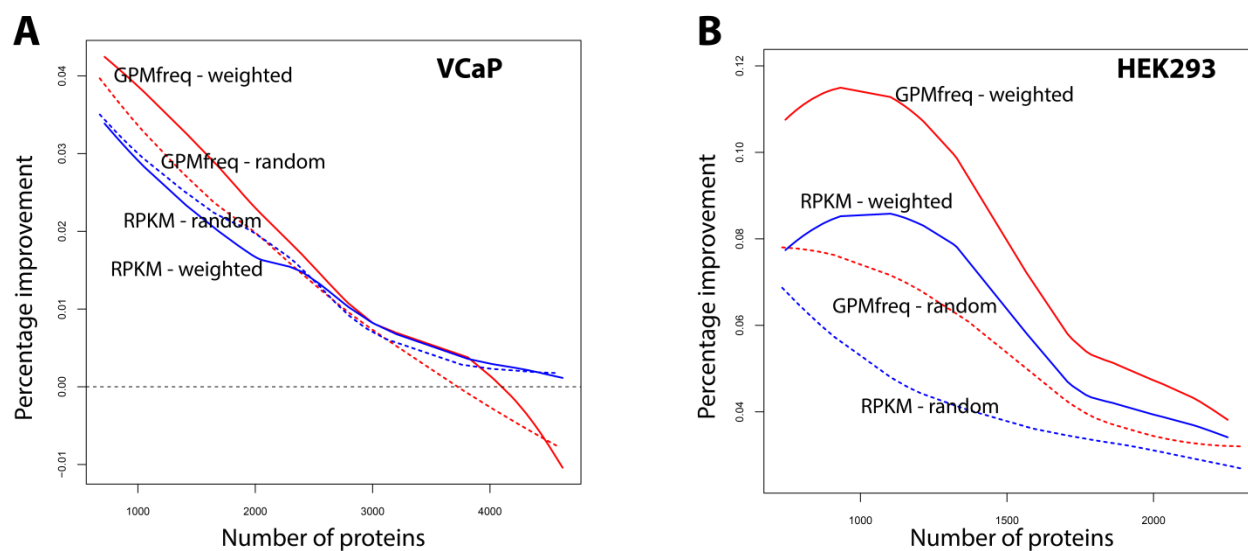 A
VCaP
GPMfreq - weighted
GPMfreq - random
RPKM - random
RPKM - weighted
Percentage improvement
0.04
0.03
0.02
0.01
0.00
−0.01
1000
2000
3000
4000
Number of proteins
B
HEK293
GPMfreq - weighted
RPKM - weighted
GPMfreq - random
RPKM - random
Percentage improvement
0.12
0.10
0.08
0.06
0.04
1000
1500
2000
Number of proteins